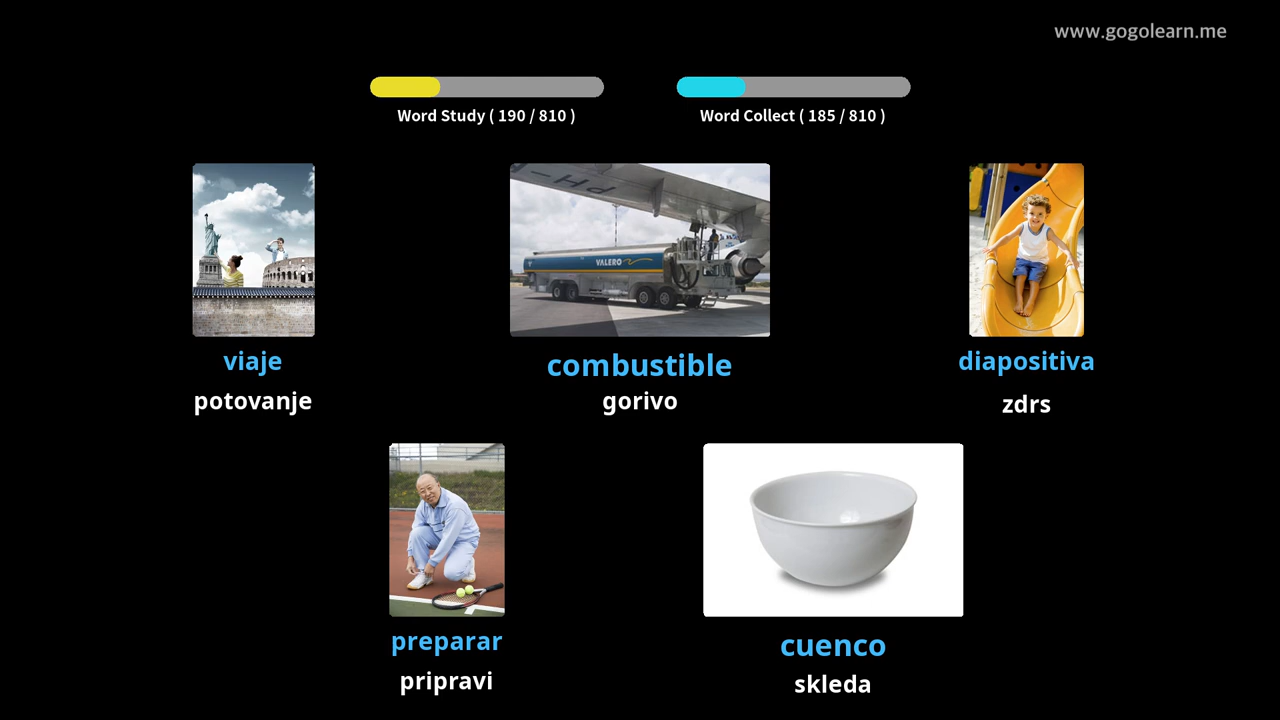 www.gogolearn.me
Word Study ( 190 / 810 )
Word Collect ( 185 / 810 )
VALERO
viaje
potovanje
combustible
gorivo
diapositiva
zdrs
preparar
pripravi
cuenco
skleda